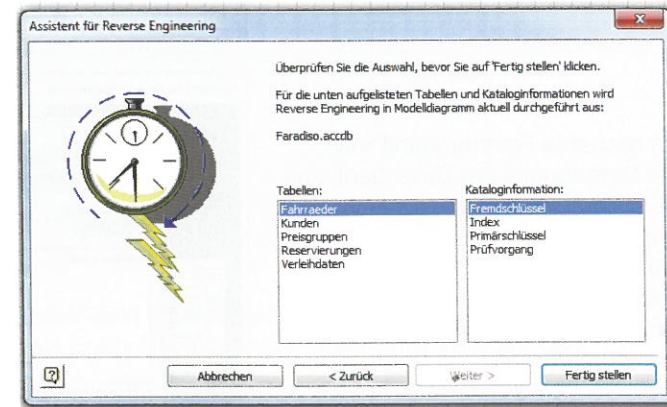 Assistent für Reverse Engineering
x
Überprüfen Sie die Auswahl, bevor Sie auf 'Fertig stellen' klicken.
Für die unten aufgelisteten Tabellen und Kataloginformationen wird
Reverse Engineering in Modelldiagramm aktuell durchgeführt aus:
Faradiso.accdb
Tabellen:
Fahrraeder
Kunden
Preisgruppen
Reservierungen
Verleihdaten
Kataloginformation:
Fremdschlüssel
Index
Primärschlüssel
Prüfvorgang
?
Abbrechen
< Zurück
Weiter >
Fertig stellen